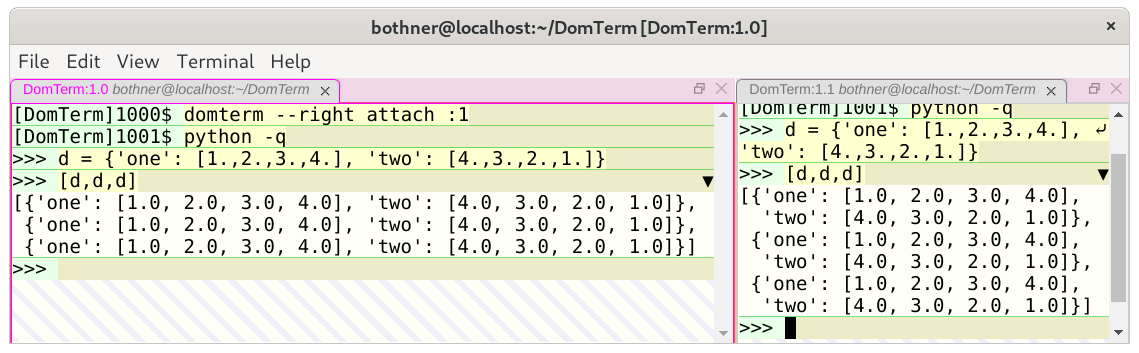 bothner@localhost:~/DomTerm [DomTerm:1.0]
File Edit View Terminal Help
DomTerm:1.0 bothner@localhost:~/DomTerm
[DomTerm]1000$ domterm --right attach :1
[DomTerm]1001$ python -q
>>> d = {'one': [1.,2.,3.,4.], 'two': [4.,3.,2.,1.]}
>>> [d,d,d]
[{'one': [1.0, 2.0, 3.0, 4.0], 'two': [4.0, 3.0, 2.0, 1.0]},
 {'one': [1.0, 2.0, 3.0, 4.0], 'two': [4.0, 3.0, 2.0, 1.0]},
 {'one': [1.0, 2.0, 3.0, 4.0], 'two': [4.0, 3.0, 2.0, 1.0]}]
>>>
DomTerm:1.1 bothner@localhost:~/DomTerm
[DomTerm]1001$ python -q
>>> d = {'one': [1.,2.,3.,4.],
'two': [4.,3.,2.,1.]}
>>> [d,d,d]
[{'one': [1.0, 2.0, 3.0, 4.0],
  'two': [4.0, 3.0, 2.0, 1.0]},
 {'one': [1.0, 2.0, 3.0, 4.0],
  'two': [4.0, 3.0, 2.0, 1.0]},
 {'one': [1.0, 2.0, 3.0, 4.0],
  'two': [4.0, 3.0, 2.0, 1.0]}]
>>>